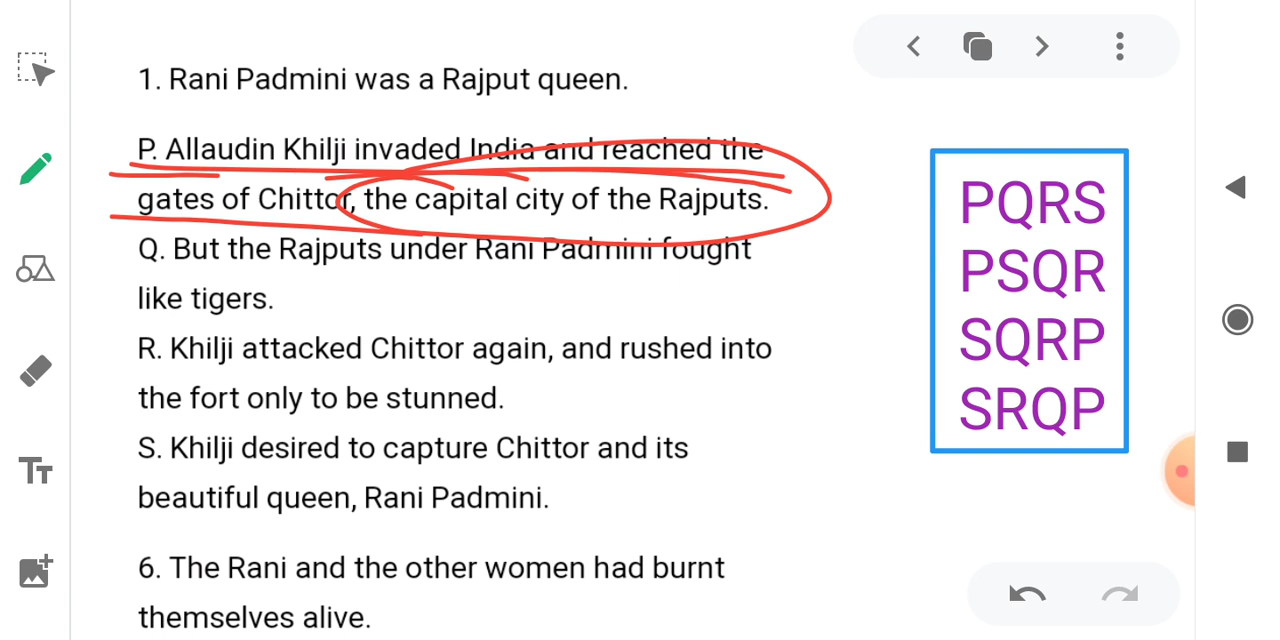 1. Rani Padmini was a Rajput queen.
P. Allaudin Khilji invaded India and reached the
gates of Chittor, the capital city of the Rajputs.
Q. But the Rajputs under Rani Padmini fought
like tigers.
R. Khilji attacked Chittor again, and rushed into
the fort only to be stunned.
S. Khilji desired to capture Chittor and its
beautiful queen, Rani Padmini.
6. The Rani and the other women had burnt
themselves alive.
PQRS
PSQR
SQRP
SRQP
TT